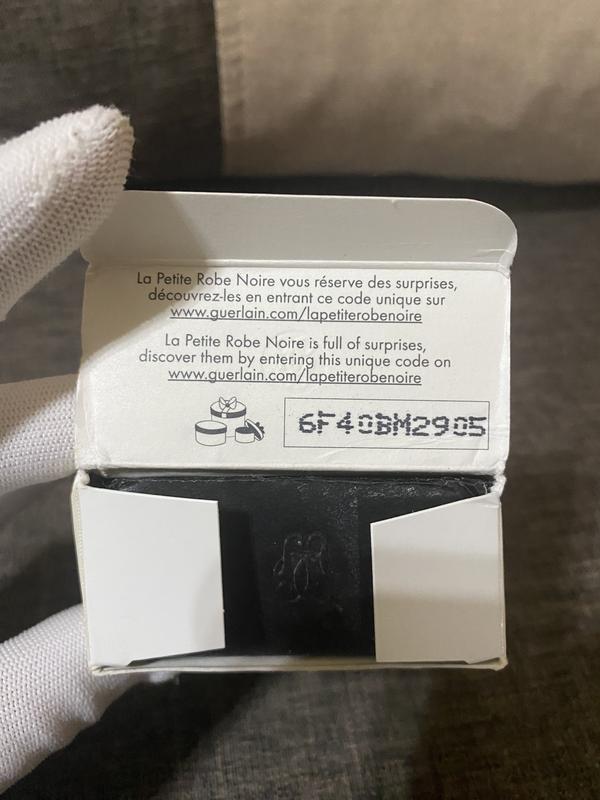 La Petite Robe Noire vous réserve des surprises,
découvrez-les en entrant ce code unique sur
www.guerlain.com/lapetiterobenoire
La Petite Robe Noire is full of surprises,
discover them by entering this unique code on
www.guerlain.com/lapetiterobenoire
6F40BM2905